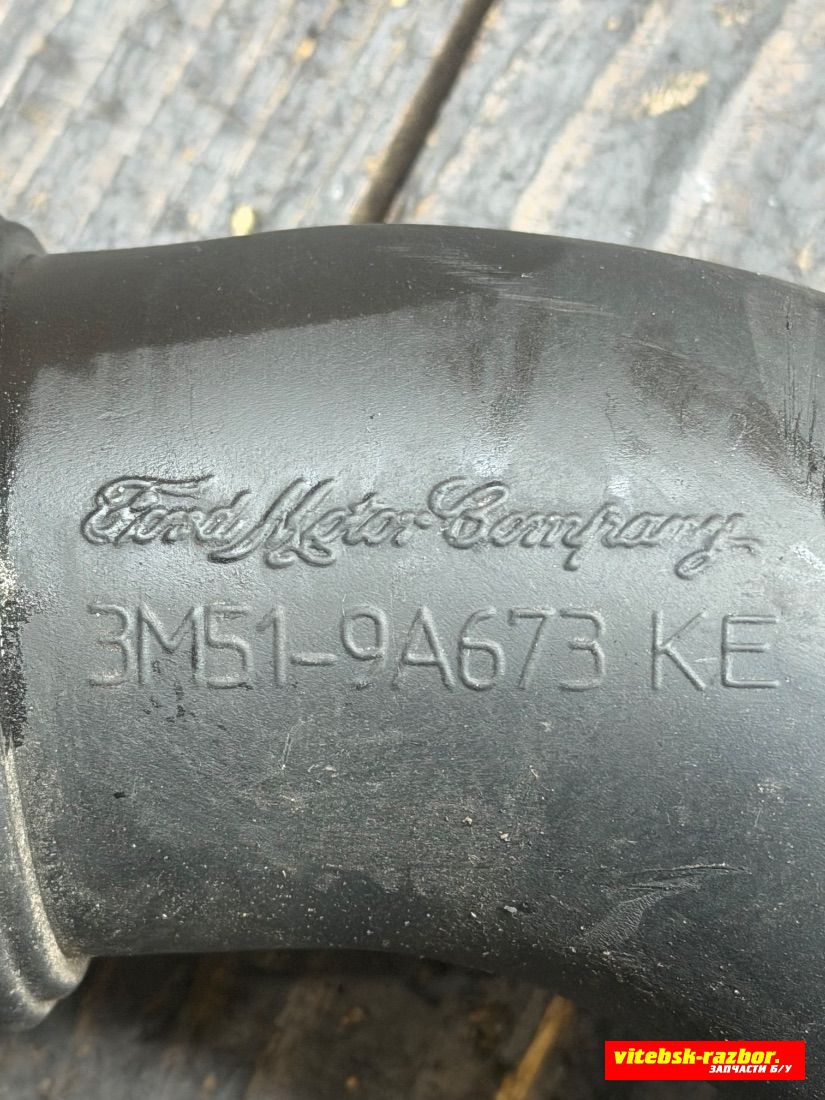 Ford Motor Company
3M51-9A673 KE
vitebsk-razbor.
ЗАПЧАСТИ Б/У